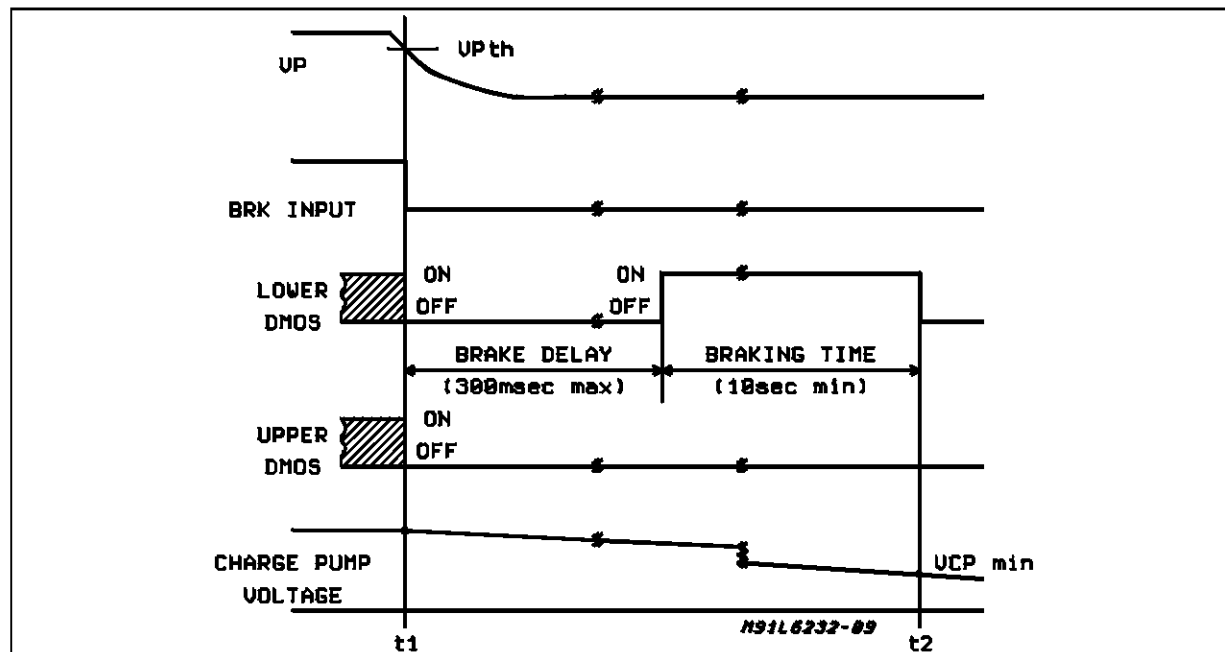 VPth
VP
BRK INPUT
ON ON
LOWER
OFF OFF
DMOS
BRAKE DELAY BRAKING TIME
(300msec max) (10sec min)
ON
UPPER
OFF
DMOS
CHARGE PUMP VCP min
VOLTAGE
M91L6232-09
t1 t2